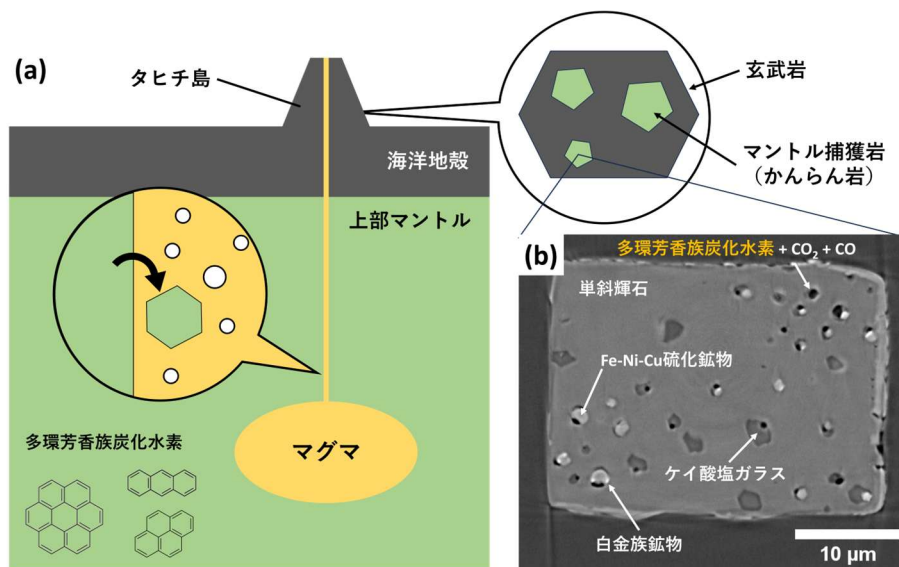 (a)
タヒチ島
玄武岩
海洋地殻
マントル捕獲岩
（かんらん岩）
上部マントル
(b)
多環芳香族炭化水素 + CO₂ + CO
単斜輝石
Fe-Ni-Cu硫化鉱物
マグマ
多環芳香族炭化水素
ケイ酸塩ガラス
白金族鉱物
10 µm